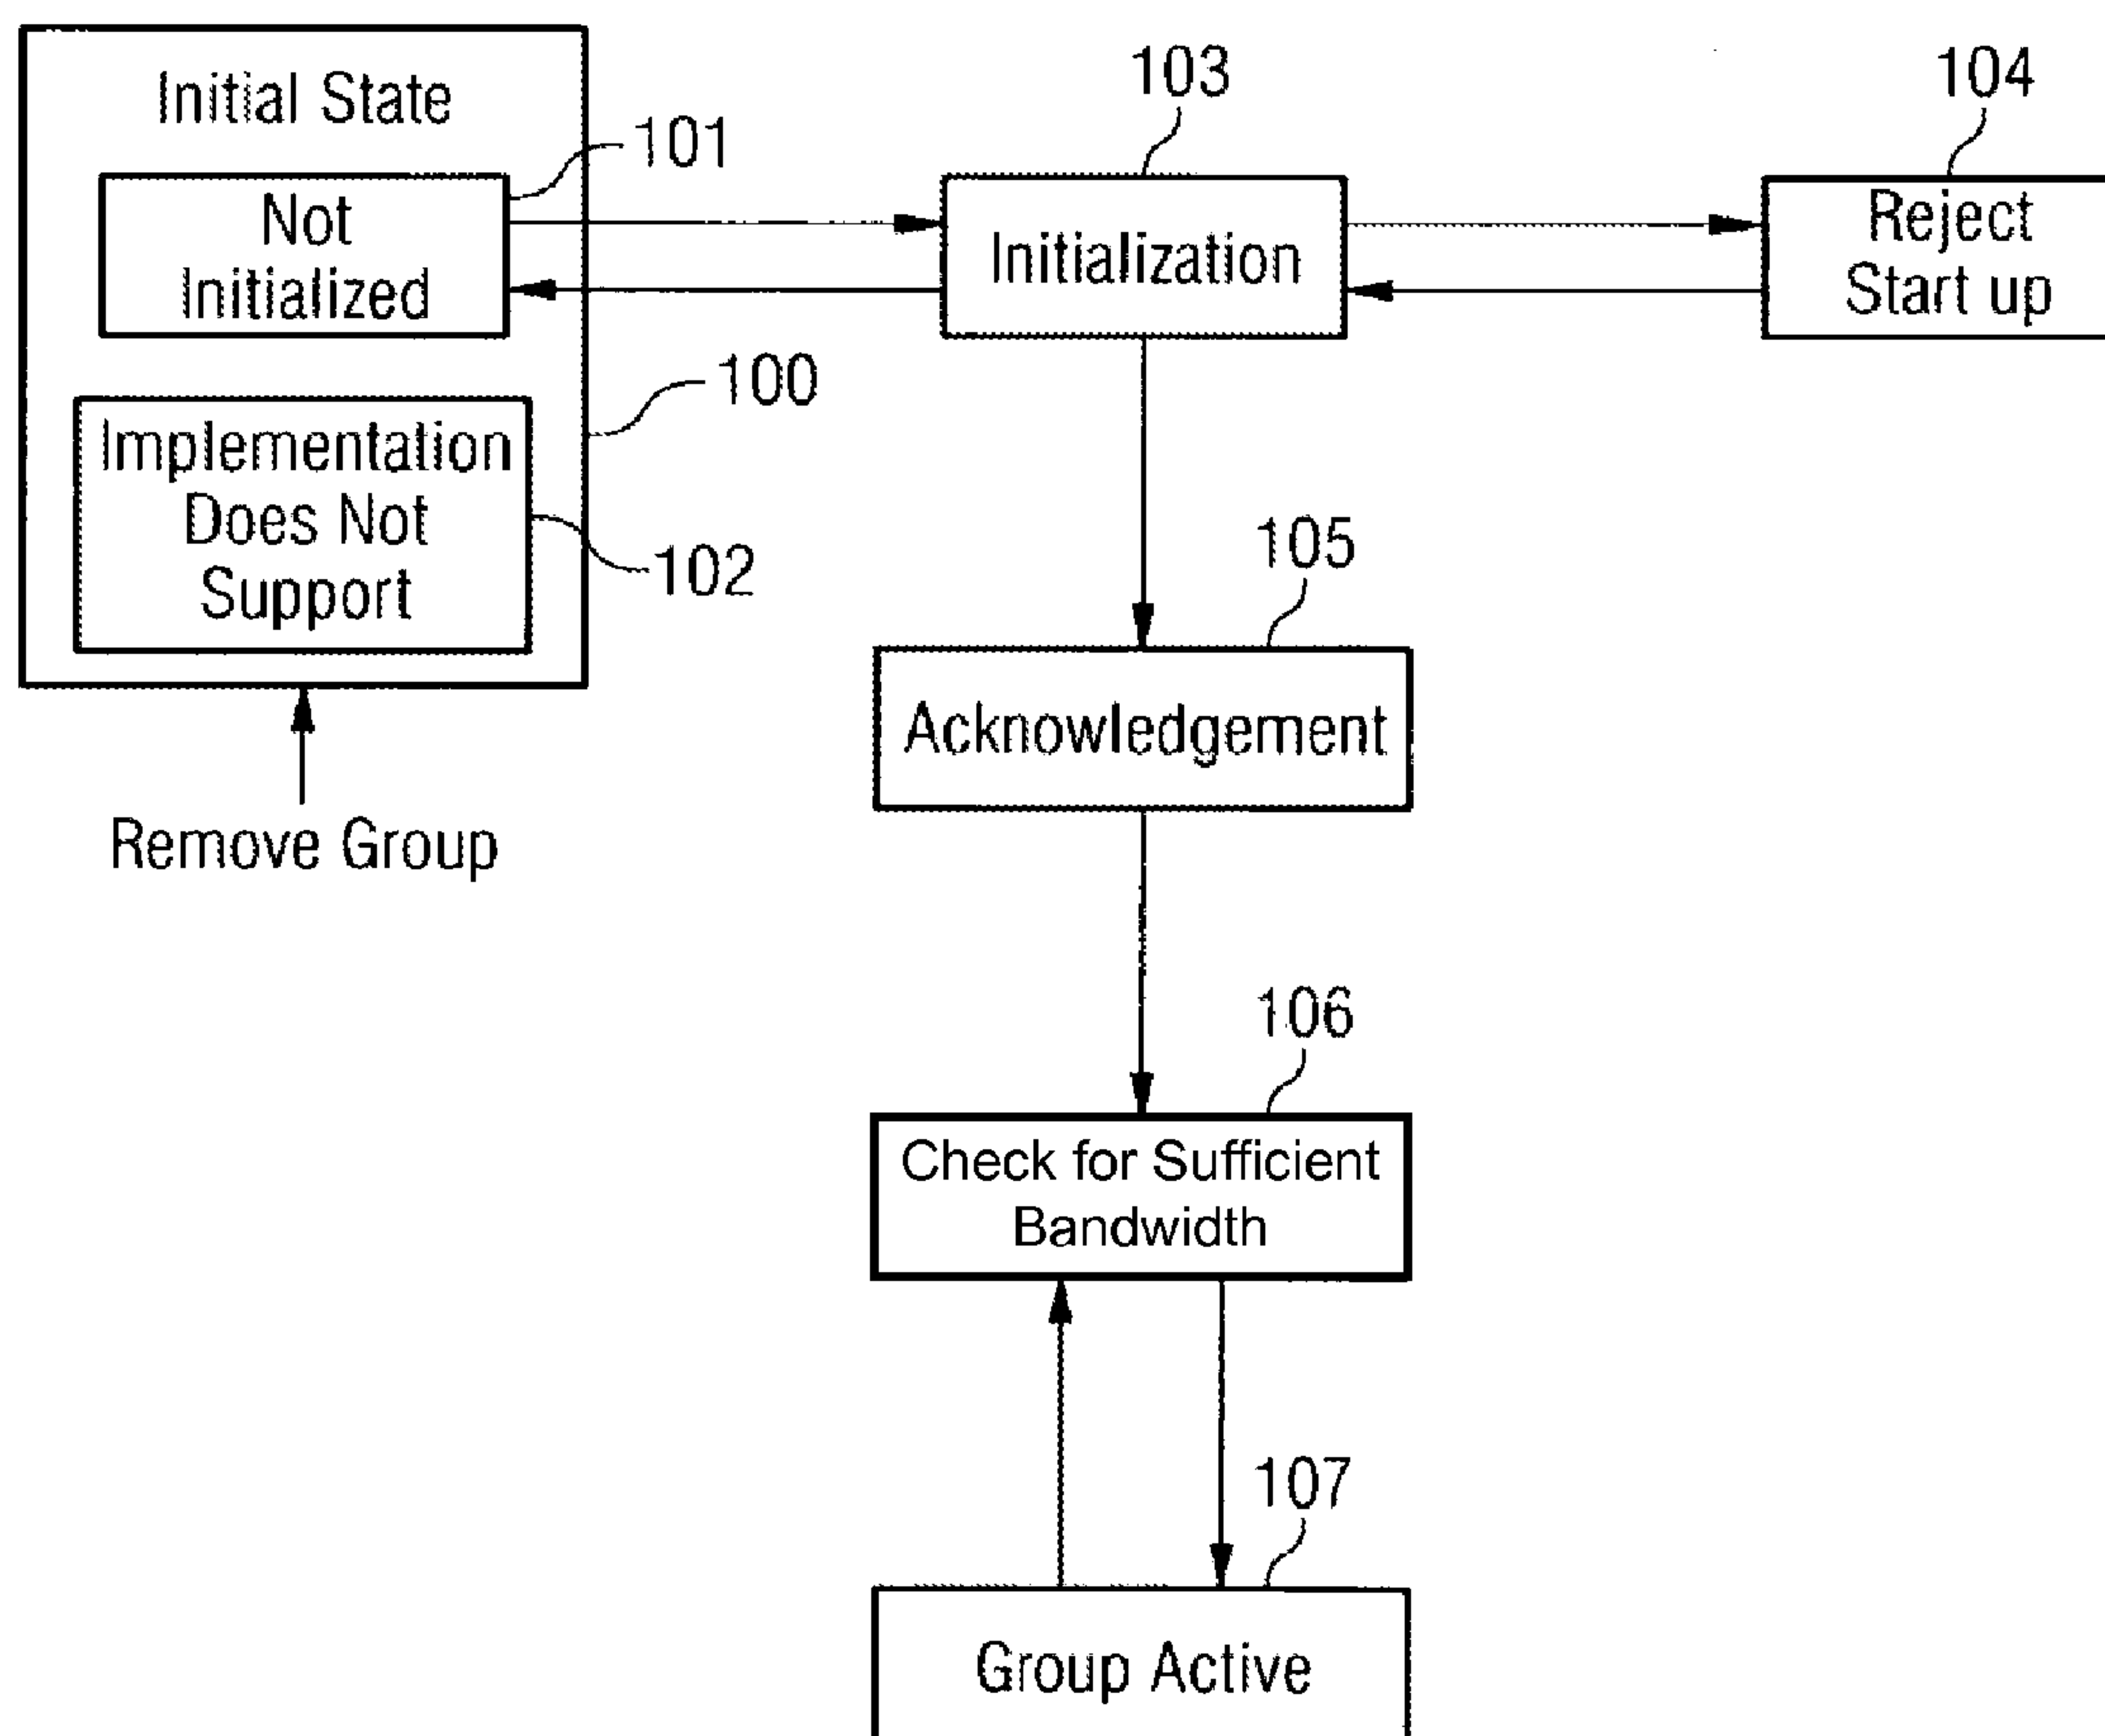 Initial State
101
Not
Initialized
100
Implementation
Does Not
Support
102
Remove Group
103
Initialization
104
Reject
Start up
105
Acknowledgement
106
Check for Sufficient
Bandwidth
107
Group Active